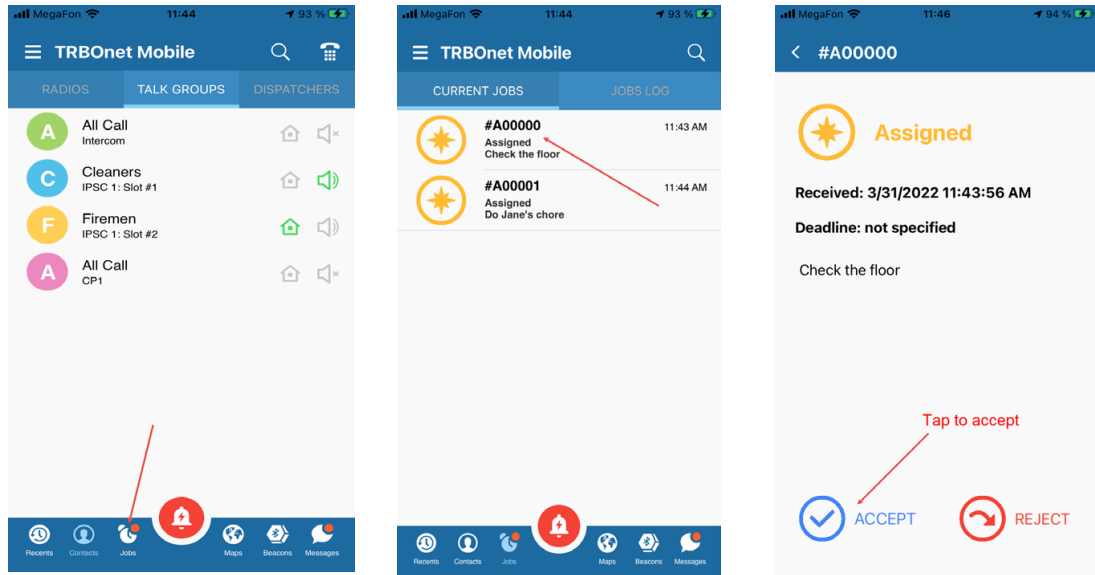 MegaFon 11:44 93 %
TRBOnet Mobile
RADIOS TALK GROUPS DISPATCHERS
A All Call
Intercom
C Cleaners
IPSC 1: Slot #1
F Firemen
IPSC 1: Slot #2
A All Call
CP1
Recents Contacts Jobs Maps Beacons Messages
MegaFon 11:44 93 %
TRBOnet Mobile
CURRENT JOBS JOBS LOG
#A00000 11:43 AM
Assigned
Check the floor
#A00001 11:44 AM
Assigned
Do Jane's chore
Recents Contacts Jobs Maps Beacons Messages
MegaFon 11:46 94 %
#A00000
Assigned
Received: 3/31/2022 11:43:56 AM
Deadline: not specified
Check the floor
Tap to accept
ACCEPT REJECT